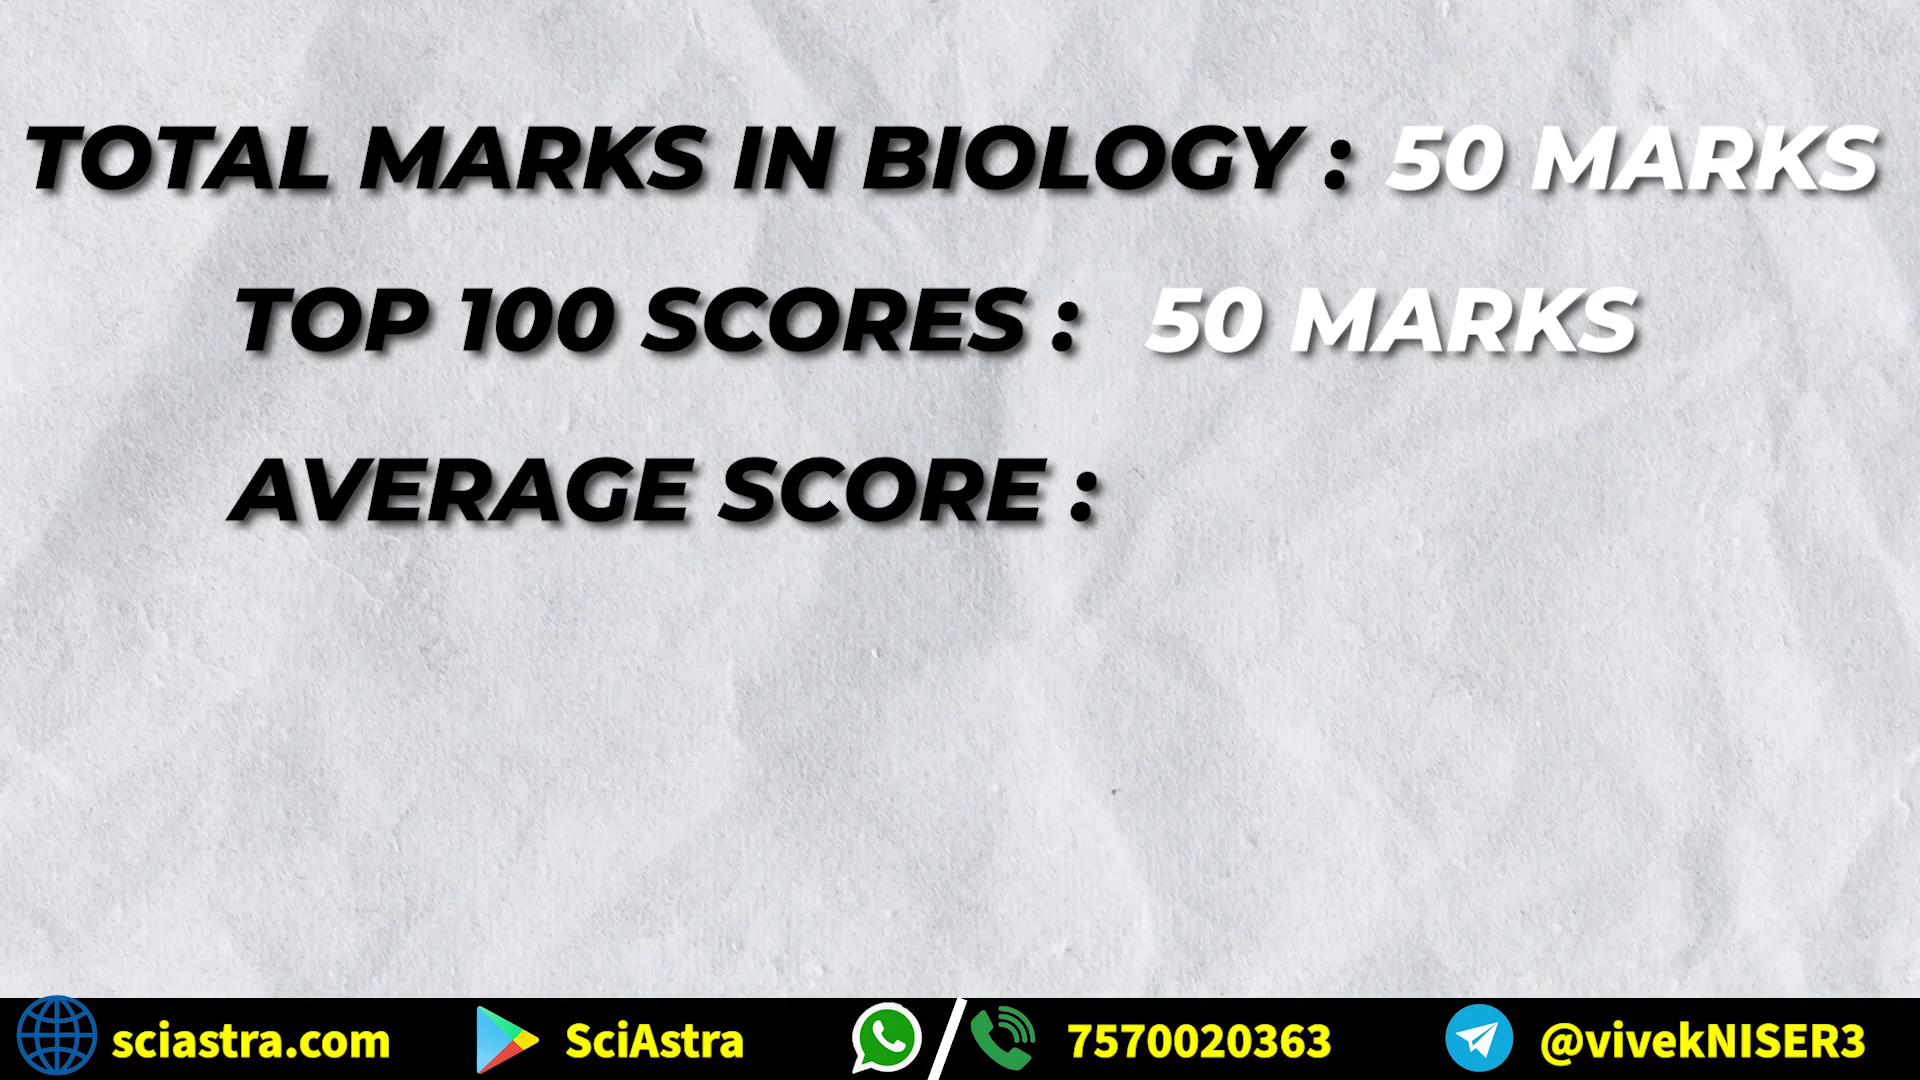 TOTAL MARKS IN BIOLOGY : 50 MARKS
TOP 100 SCORES : 50 MARKS
AVERAGE SCORE :
sciastra.com SciAstra 7570020363 @vivekNISER3